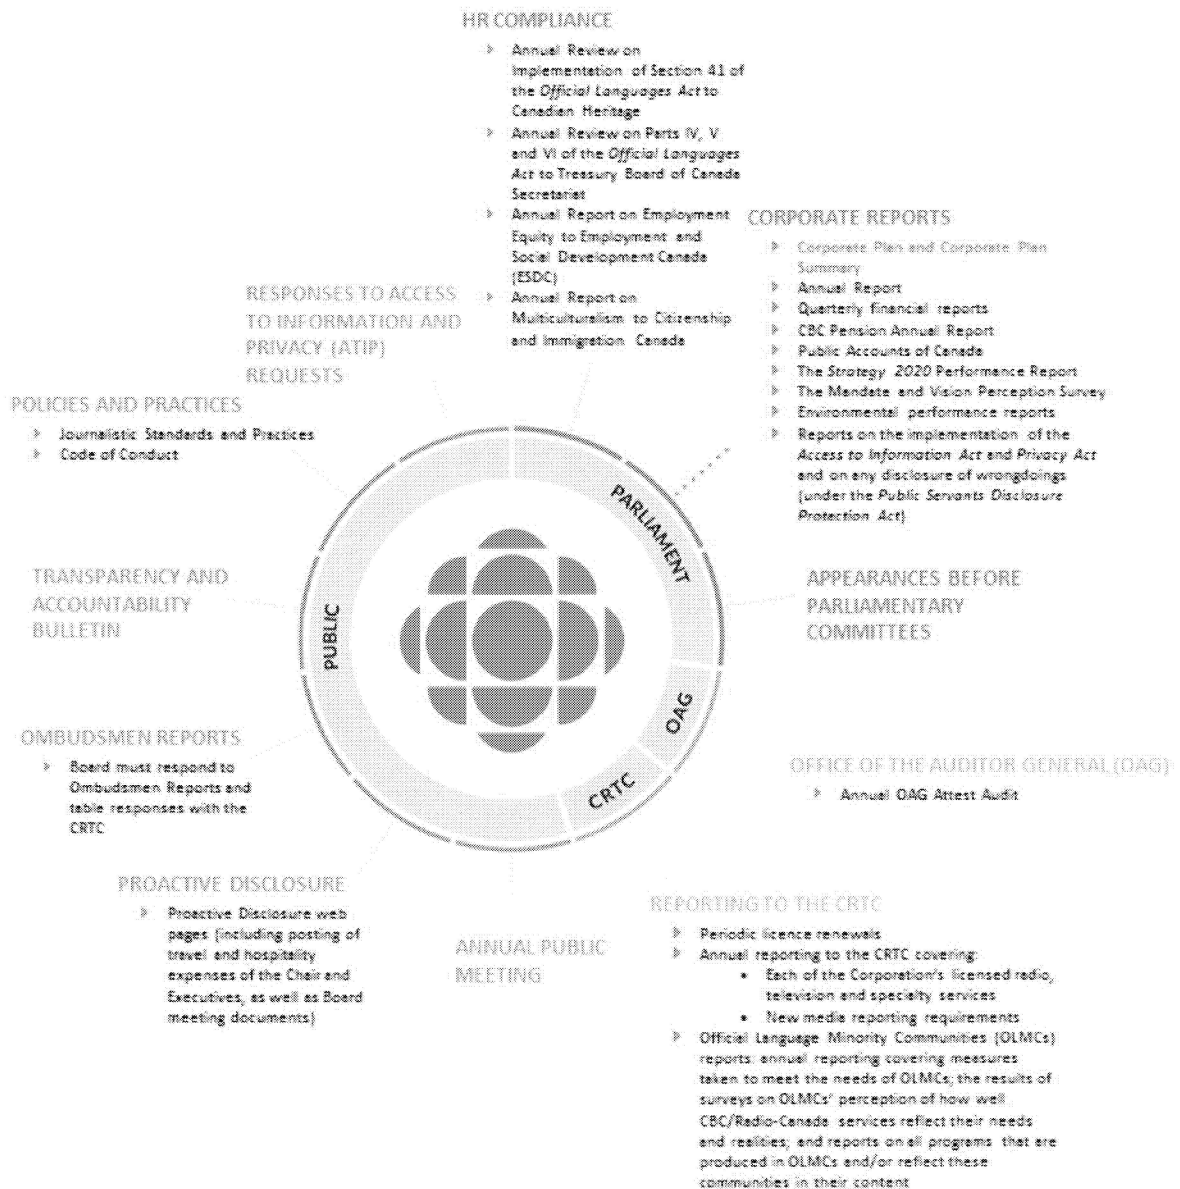 HR COMPLIANCE
Annual Review on
Implementation of Section 41 of
the Official Languages Act to
Canadian Heritage
Annual Review on Parts IV, V
and VI of the Official Languages
Act to Treasury Board of Canada
Secretariat
Annual Report on Employment
Equity to Employment and
Social Development Canada
(ESDC)
Annual Report on
Multiculturalism to Citizenship
and Immigration Canada
CORPORATE REPORTS
Corporate Plan and Corporate Plan
Summary
Annual Report
Quarterly financial reports
CBC Pension Annual Report
Public Accounts of Canada
The Strategy 2020 Performance Report
The Mandate and Vision Perception Survey
Environmental performance reports
Reports on the implementation of the
Access to Information Act and Privacy Act
and on any disclosure of wrongdoings
(under the Public Servants Disclosure
Protection Act)
RESPONSES TO ACCESS
TO INFORMATION AND
PRIVACY (ATIP)
REQUESTS
POLICIES AND PRACTICES
Journalistic Standards and Practices
Code of Conduct
PARLIAMENT
TRANSPARENCY AND
ACCOUNTABILITY
BULLETIN
PUBLIC
APPEARANCES BEFORE
PARLIAMENTARY
COMMITTEES
OAG
OMBUDSMEN REPORTS
Board must respond to
Ombudsmen Reports and
table responses with the
CRTC
CRTC
OFFICE OF THE AUDITOR GENERAL (OAG)
Annual OAG Attest Audit
PROACTIVE DISCLOSURE
Proactive Disclosure web
pages (including posting of
travel and hospitality
expenses of the Chair and
Executives, as well as Board
meeting documents)
ANNUAL PUBLIC
MEETING
REPORTING TO THE CRTC
Periodic licence renewals
Annual reporting to the CRTC covering:
• Each of the Corporation's licensed radio,
television and specialty services
• New media reporting requirements
Official Language Minority Communities (OLMCs)
reports: annual reporting covering measures
taken to meet the needs of OLMCs; the results of
surveys on OLMCs' perception of how well
CBC/Radio-Canada services reflect their needs
and realities; and reports on all programs that are
produced in OLMCs and/or reflect these
communities in their content